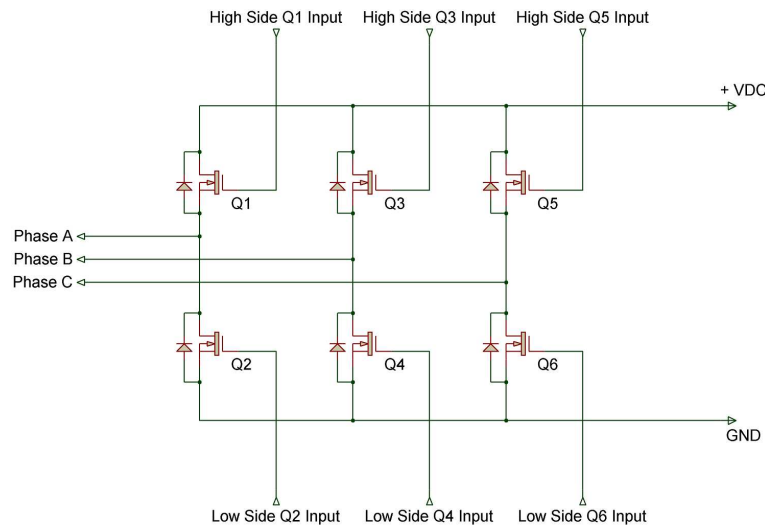 High Side Q1 Input High Side Q3 Input High Side Q5 Input
+ VDC
Q1 Q3 Q5
Phase A
Phase B
Phase C
Q2 Q4 Q6
GND
Low Side Q2 Input Low Side Q4 Input Low Side Q6 Input